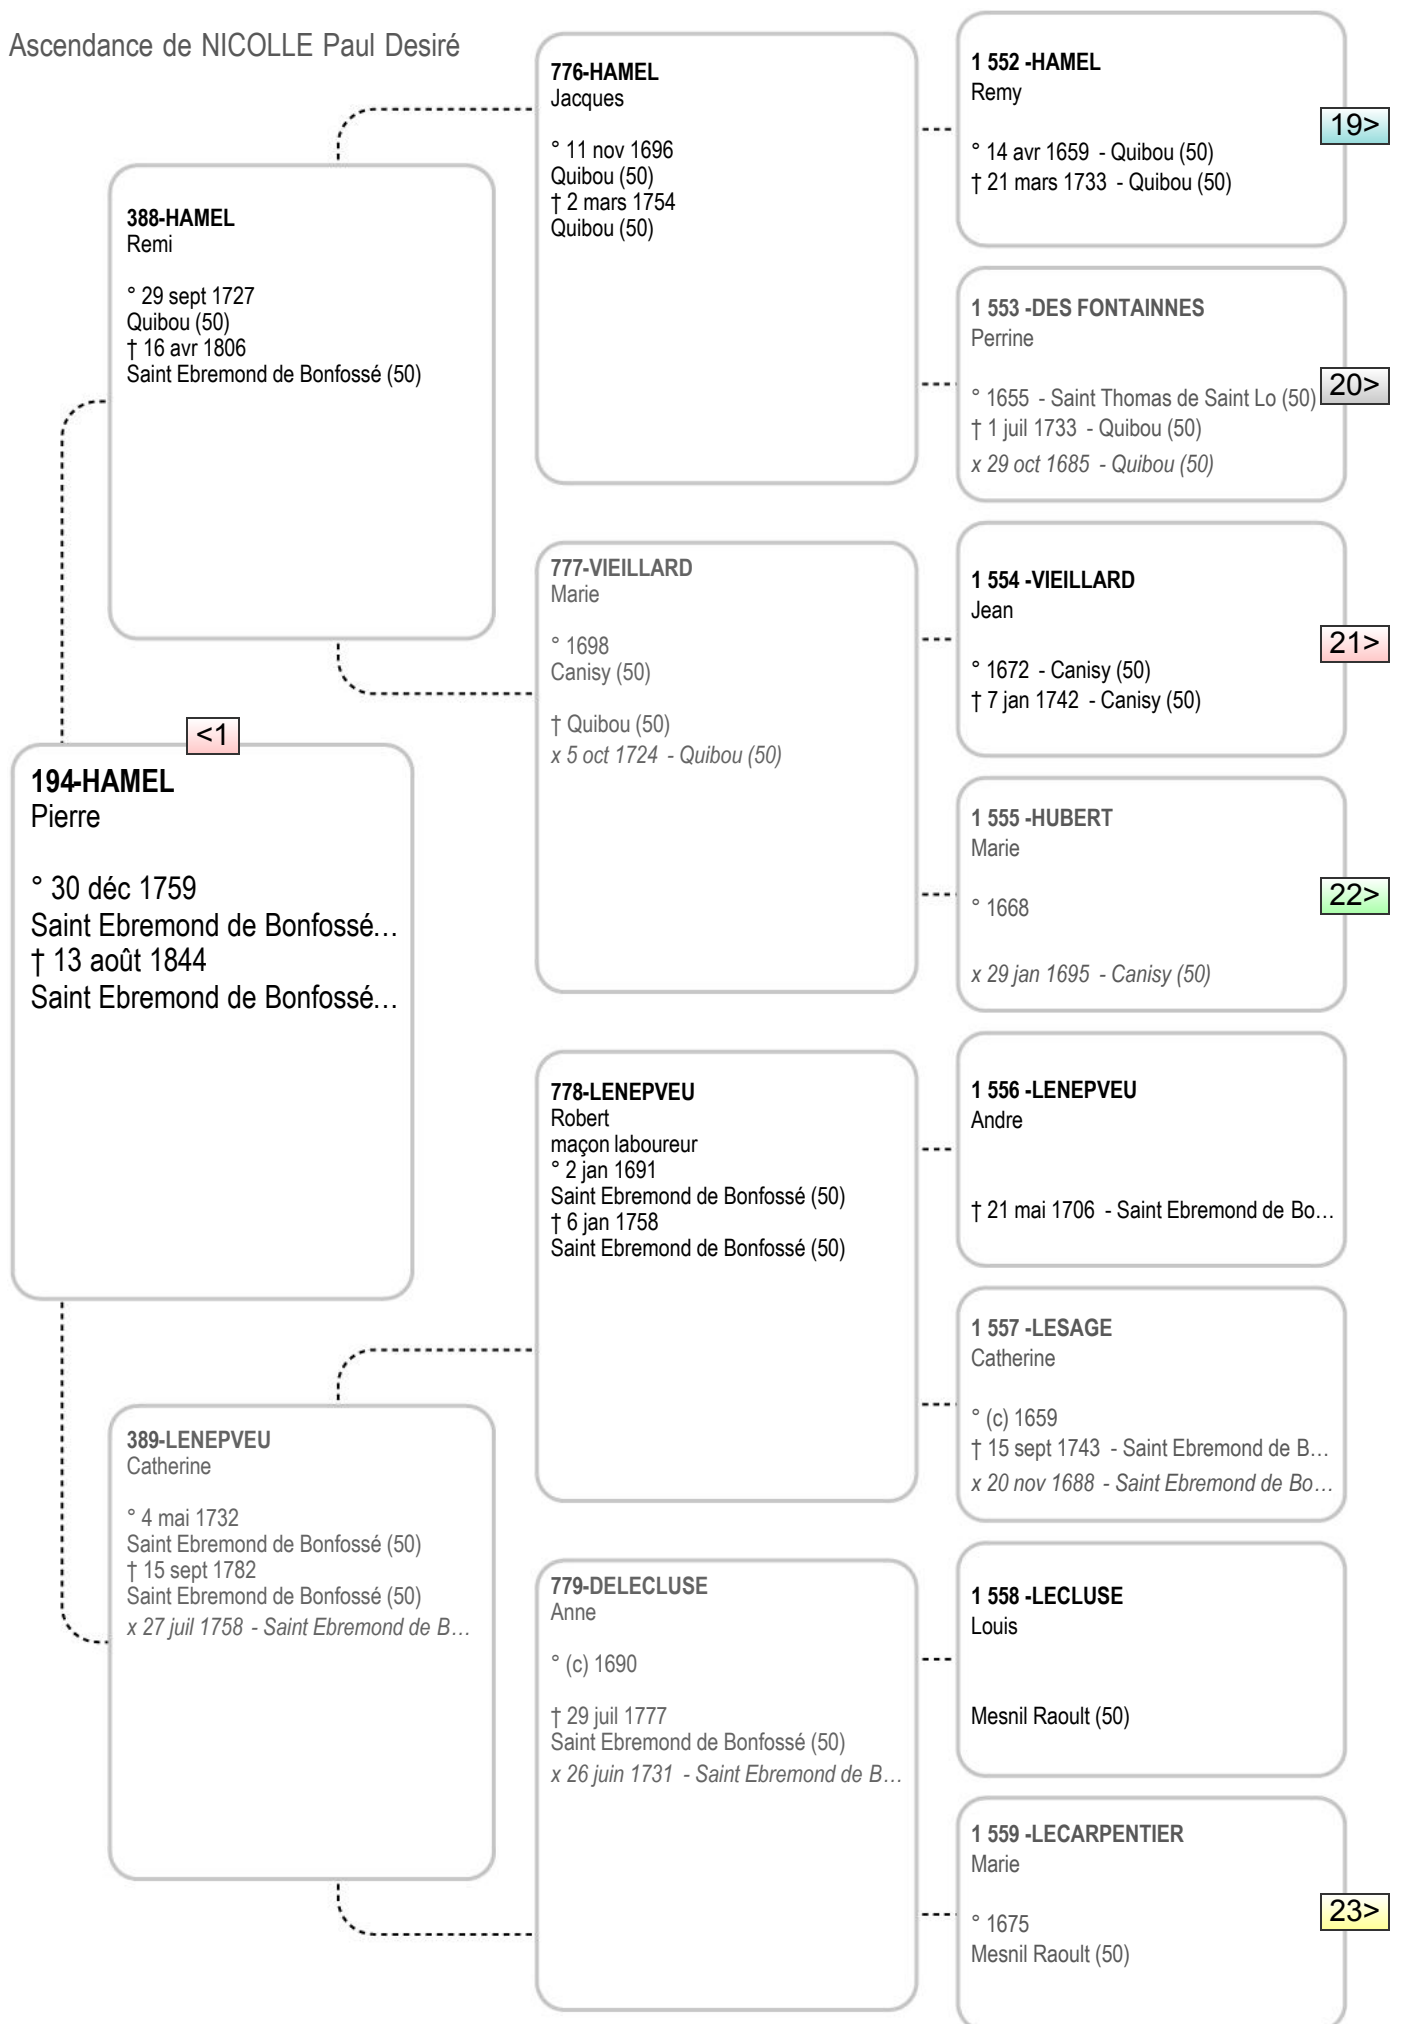 Ascendance de NICOLLE Paul Desiré
<1
194-HAMEL
Pierre
° 30 déc 1759
Saint Ebremond de Bonfossé…
† 13 août 1844
Saint Ebremond de Bonfossé…
388-HAMEL
Remi
° 29 sept 1727
Quibou (50)
† 16 avr 1806
Saint Ebremond de Bonfossé (50)
389-LENEPVEU
Catherine
° 4 mai 1732
Saint Ebremond de Bonfossé (50)
† 15 sept 1782
Saint Ebremond de Bonfossé (50)
x 27 juil 1758 - Saint Ebremond de B…
776-HAMEL
Jacques
° 11 nov 1696
Quibou (50)
† 2 mars 1754
Quibou (50)
777-VIEILLARD
Marie
° 1698
Canisy (50)
† Quibou (50)
x 5 oct 1724 - Quibou (50)
778-LENEPVEU
Robert
maçon laboureur
° 2 jan 1691
Saint Ebremond de Bonfossé (50)
† 6 jan 1758
Saint Ebremond de Bonfossé (50)
779-DELECLUSE
Anne
° (c) 1690
† 29 juil 1777
Saint Ebremond de Bonfossé (50)
x 26 juin 1731 - Saint Ebremond de B…
1 552 -HAMEL
Remy
° 14 avr 1659 - Quibou (50)
† 21 mars 1733 - Quibou (50)
19>
1 553 -DES FONTAINNES
Perrine
° 1655 - Saint Thomas de Saint Lo (50)
† 1 juil 1733 - Quibou (50)
x 29 oct 1685 - Quibou (50)
20>
1 554 -VIEILLARD
Jean
° 1672 - Canisy (50)
† 7 jan 1742 - Canisy (50)
21>
1 555 -HUBERT
Marie
° 1668
x 29 jan 1695 - Canisy (50)
22>
1 556 -LENEPVEU
Andre
† 21 mai 1706 - Saint Ebremond de Bo…
1 557 -LESAGE
Catherine
° (c) 1659
† 15 sept 1743 - Saint Ebremond de B…
x 20 nov 1688 - Saint Ebremond de Bo…
1 558 -LECLUSE
Louis
Mesnil Raoult (50)
1 559 -LECARPENTIER
Marie
° 1675
Mesnil Raoult (50)
23>